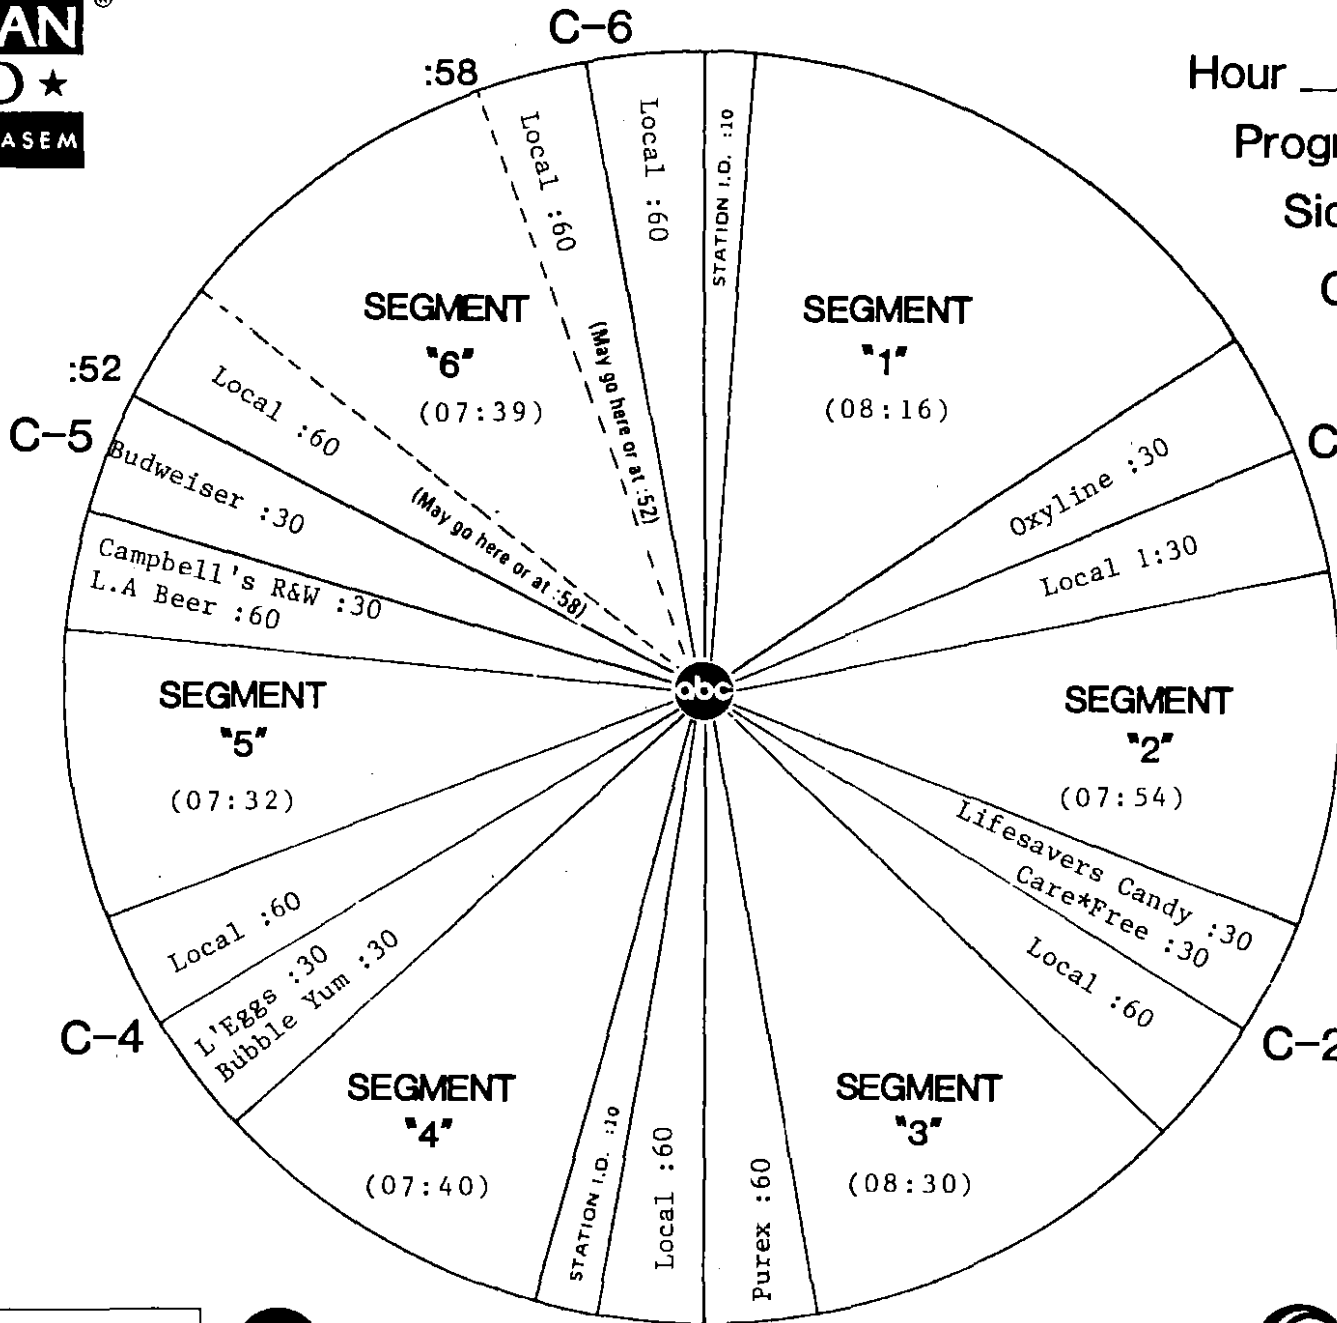 AN ®
D ★
ASEM
C-6
:58
Hour
Local :60
Local :60
STATION I.D. :10
(May go here or at :52)
SEGMENT
"6"
(07:39)
SEGMENT
"1"
(08:16)
:52
Local :60
(May go here or at :58)
C-5
Budweiser :30
Campbell's R&W :30
L.A Beer :60
Oxyline :30
Local 1:30
abc
SEGMENT
"5"
(07:32)
SEGMENT
"2"
(07:54)
Lifesavers Candy :30
Care*Free :30
Local :60
C-2
Local :60
L'Eggs :30
Bubble Yum :30
C-4
SEGMENT
"4"
(07:40)
STATION I.D. :10
Local :60
Purex :60
SEGMENT
"3"
(08:30)